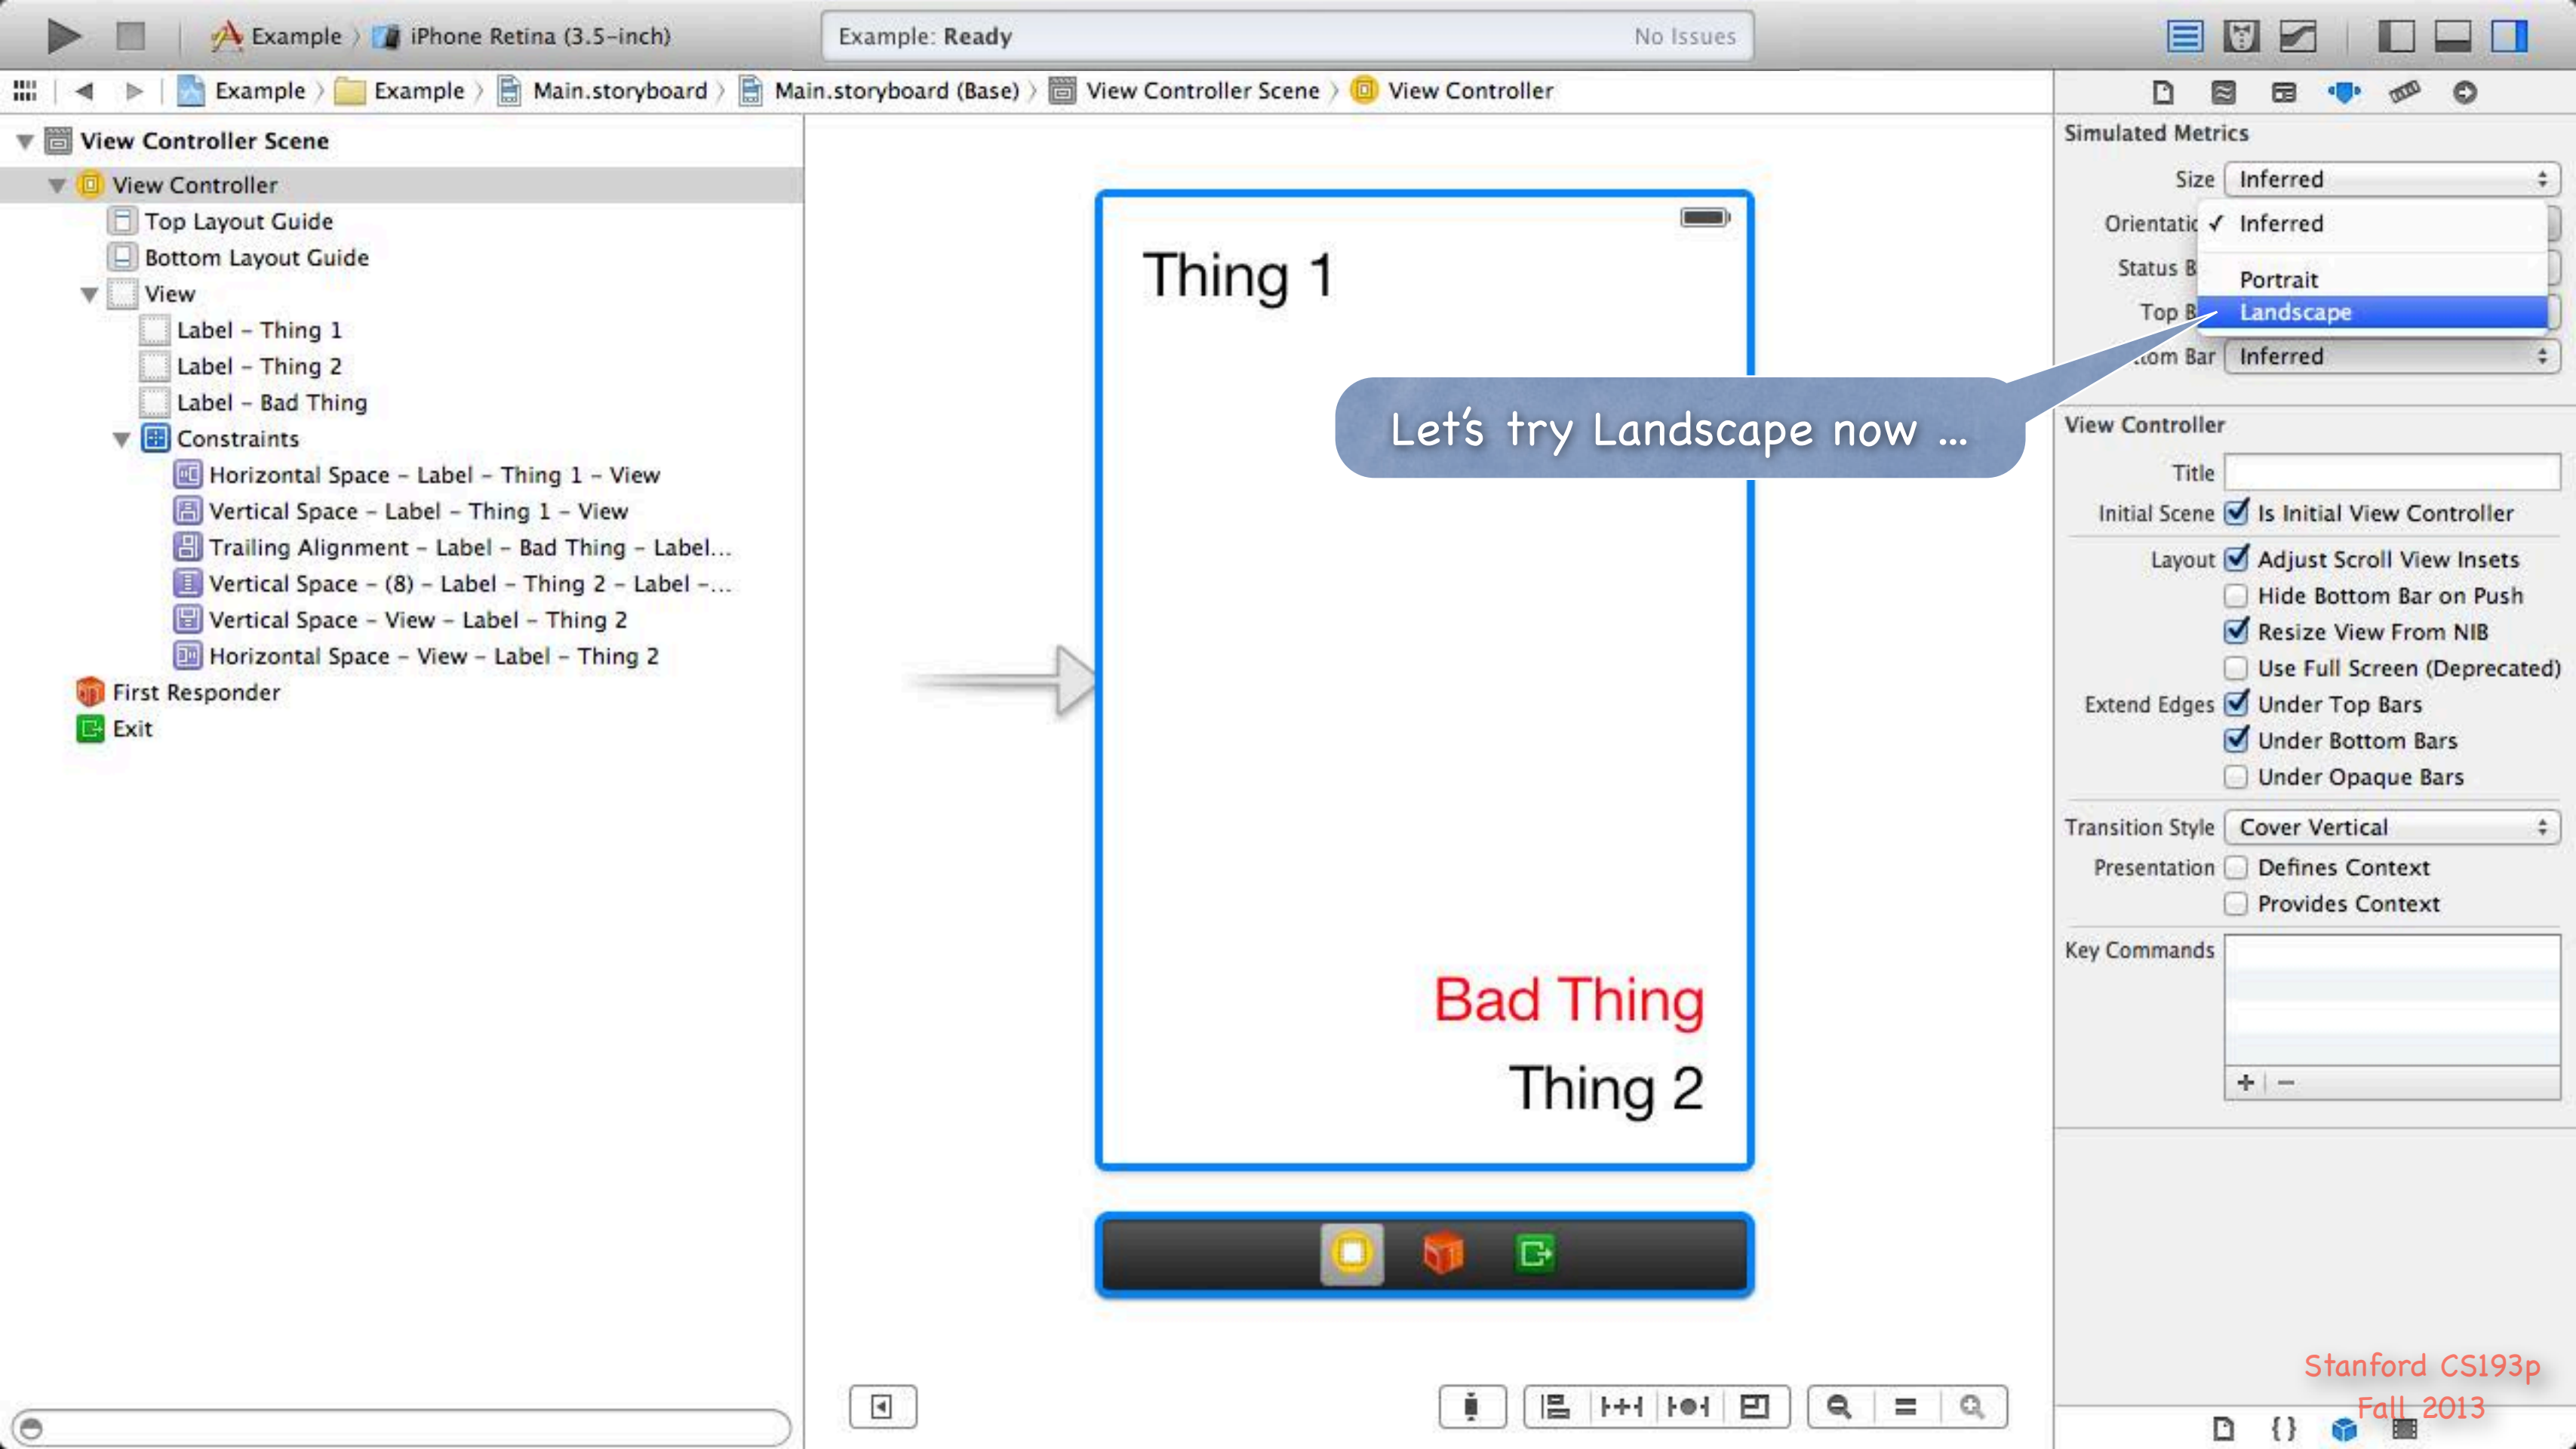 Example › iPhone Retina (3.5-inch)
Example: Ready
No Issues
Example › Example › Main.storyboard › Main.storyboard (Base) › View Controller Scene › View Controller
View Controller Scene
View Controller
Top Layout Guide
Bottom Layout Guide
View
Label – Thing 1
Label – Thing 2
Label – Bad Thing
Constraints
Horizontal Space – Label – Thing 1 – View
Vertical Space – Label – Thing 1 – View
Trailing Alignment – Label – Bad Thing – Label...
Vertical Space – (8) – Label – Thing 2 – Label –...
Vertical Space – View – Label – Thing 2
Horizontal Space – View – Label – Thing 2
First Responder
Exit
Thing 1
Let's try Landscape now ...
Bad Thing
Thing 2
Simulated Metrics
Size Inferred
Orientatio ✓ Inferred
Status B
Portrait
Top B
Landscape
tom Bar Inferred
View Controller
Title
Initial Scene Is Initial View Controller
Layout Adjust Scroll View Insets
Hide Bottom Bar on Push
Resize View From NIB
Use Full Screen (Deprecated)
Extend Edges Under Top Bars
Under Bottom Bars
Under Opaque Bars
Transition Style Cover Vertical
Presentation Defines Context
Provides Context
Key Commands
+ −
Stanford CS193p
Fall 2013
{}